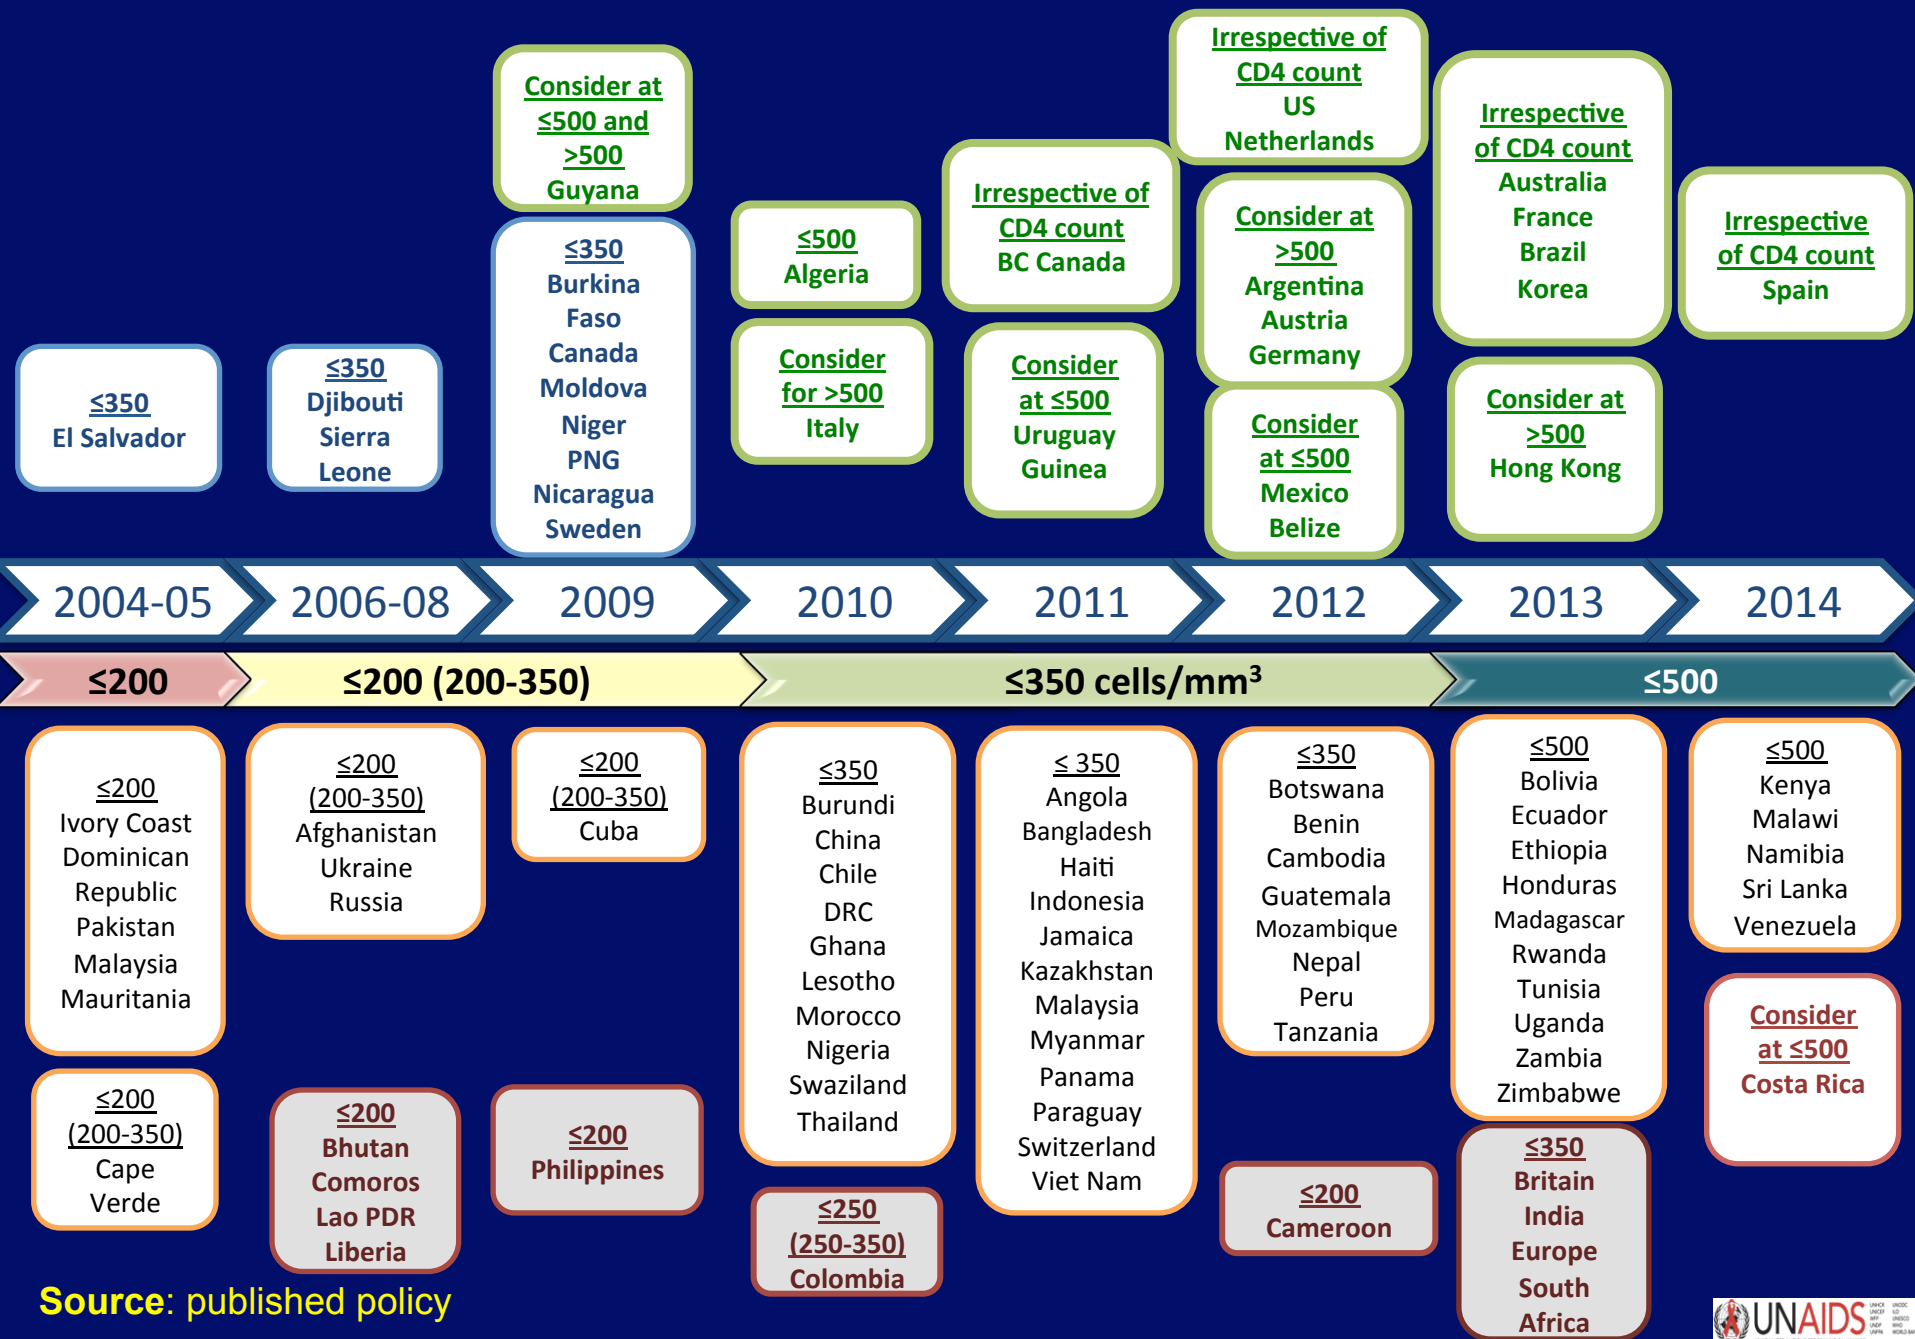 Consider at
≤500 and
>500
Guyana
≤350
Burkina
Faso
Canada
Moldova
Niger
PNG
Nicaragua
Sweden
≤350
El Salvador
≤350
Djibouti
Sierra
Leone
≤500
Algeria
Consider
for >500
Italy
Irrespective of
CD4 count
BC Canada
Consider
at ≤500
Uruguay
Guinea
Irrespective of
CD4 count
US
Netherlands
Consider at
>500
Argentina
Austria
Germany
Consider
at ≤500
Mexico
Belize
Irrespective
of CD4 count
Australia
France
Brazil
Korea
Consider at
>500
Hong Kong
Irrespective
of CD4 count
Spain
2004-05
2006-08
2009
2010
2011
2012
2013
2014
≤200
≤200 (200-350)
≤350 cells/mm³
≤500
≤200
Ivory Coast
Dominican
Republic
Pakistan
Malaysia
Mauritania
≤200
(200-350)
Cape
Verde
≤200
(200-350)
Afghanistan
Ukraine
Russia
≤200
Bhutan
Comoros
Lao PDR
Liberia
≤200
(200-350)
Cuba
≤200
Philippines
≤350
Burundi
China
Chile
DRC
Ghana
Lesotho
Morocco
Nigeria
Swaziland
Thailand
≤250
(250-350)
Colombia
≤ 350
Angola
Bangladesh
Haiti
Indonesia
Jamaica
Kazakhstan
Malaysia
Myanmar
Panama
Paraguay
Switzerland
Viet Nam
≤350
Botswana
Benin
Cambodia
Guatemala
Mozambique
Nepal
Peru
Tanzania
≤200
Cameroon
≤500
Bolivia
Ecuador
Ethiopia
Honduras
Madagascar
Rwanda
Tunisia
Uganda
Zambia
Zimbabwe
≤350
Britain
India
Europe
South
Africa
≤500
Kenya
Malawi
Namibia
Sri Lanka
Venezuela
Consider
at ≤500
Costa Rica
Source: published policy
UNAIDS